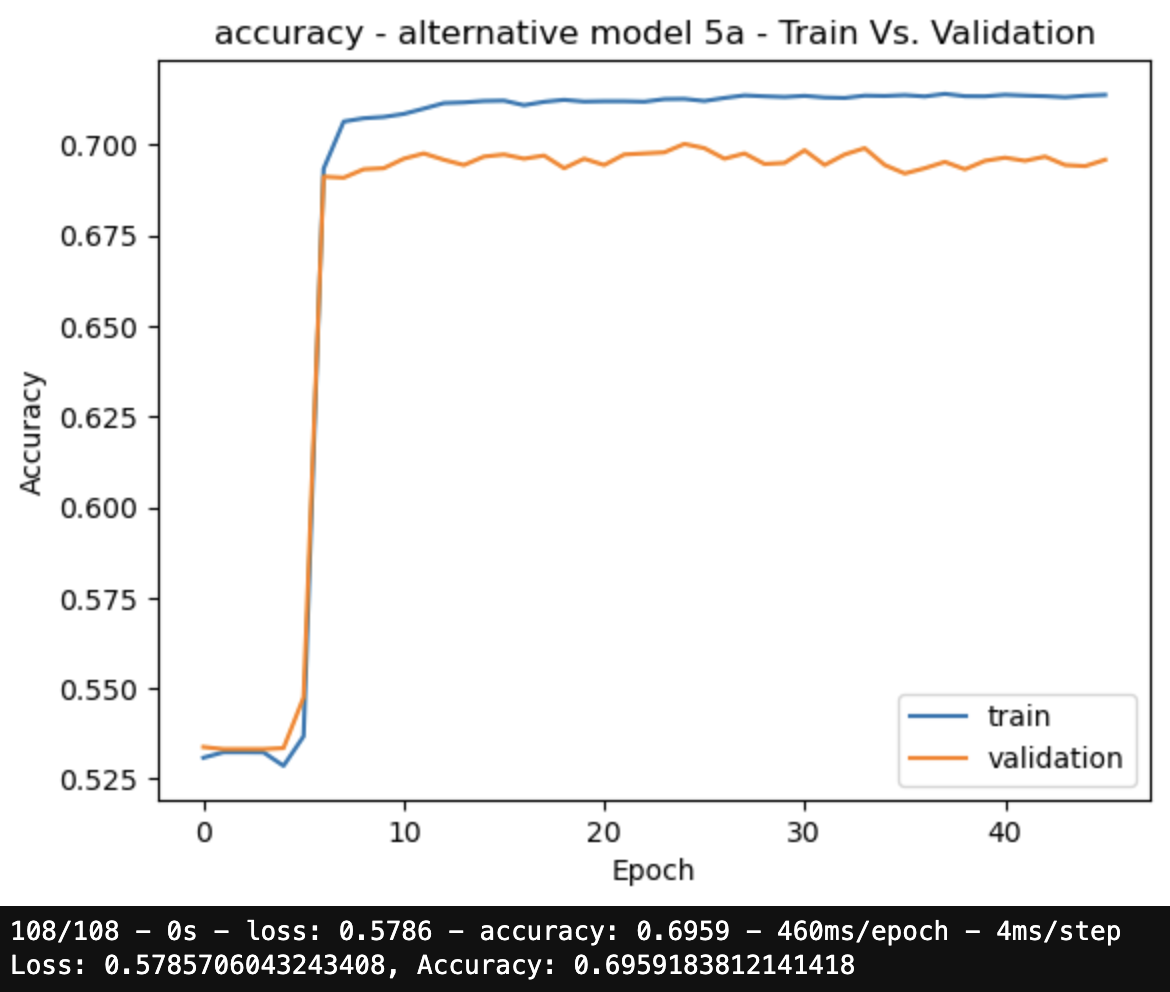 accuracy - alternative model 5a - Train Vs. Validation
Accuracy
0.700
0.675
0.650
0.625
0.600
0.575
0.550
0.525
train
validation
0 10 20 30 40
Epoch
108/108 - 0s - loss: 0.5786 - accuracy: 0.6959 - 460ms/epoch - 4ms/step
Loss: 0.5785706043243408, Accuracy: 0.6959183812141418